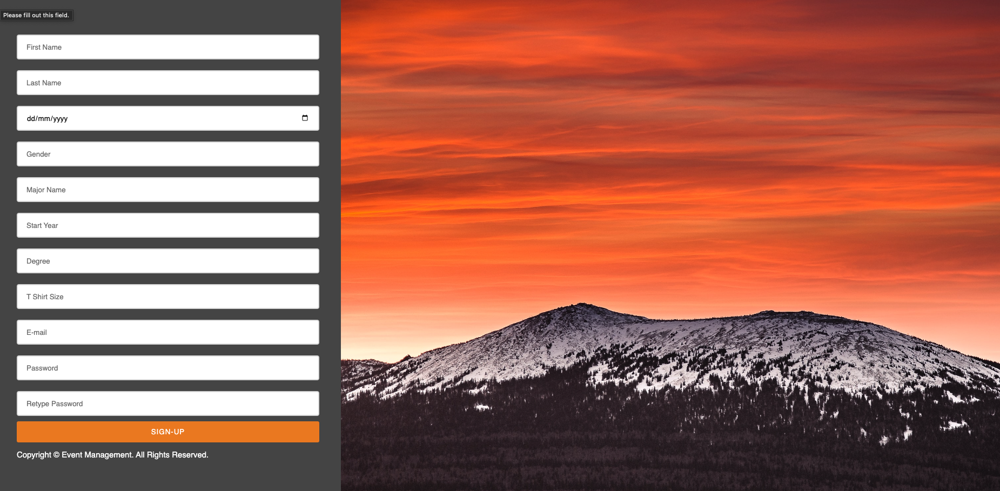 Please fill out this field.
First Name
Last Name
dd/mm/yyyy
Gender
Major Name
Start Year
Degree
T Shirt Size
E-mail
Password
Retype Password
SIGN-UP
Copyright © Event Management. All Rights Reserved.